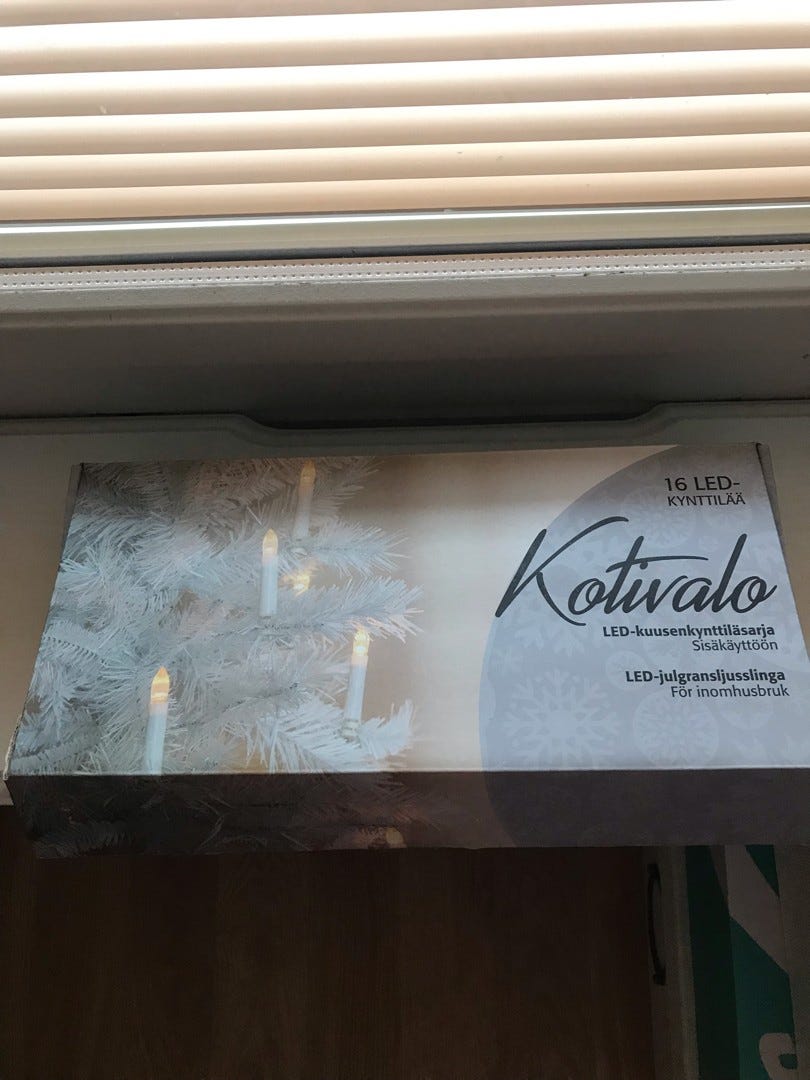 16 LED-
KYNTTILÄÄ
Kotivalo
LED-kuusenkynttiläsarja
Sisäkäyttöön
LED-julgransljusslinga
För inomhusbruk